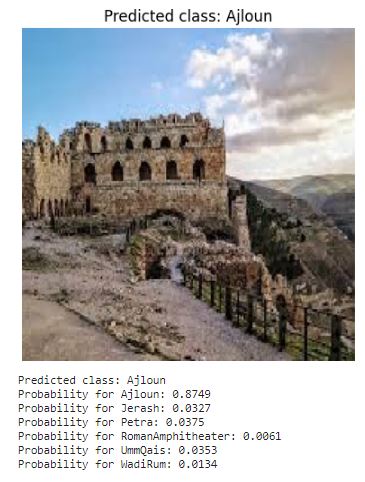 Predicted class: Ajloun
Predicted class: Ajloun
Probability for Ajloun: 0.8749
Probability for Jerash: 0.0327
Probability for Petra: 0.0375
Probability for RomanAmphitheater: 0.0061
Probability for UmmQais: 0.0353
Probability for WadiRum: 0.0134